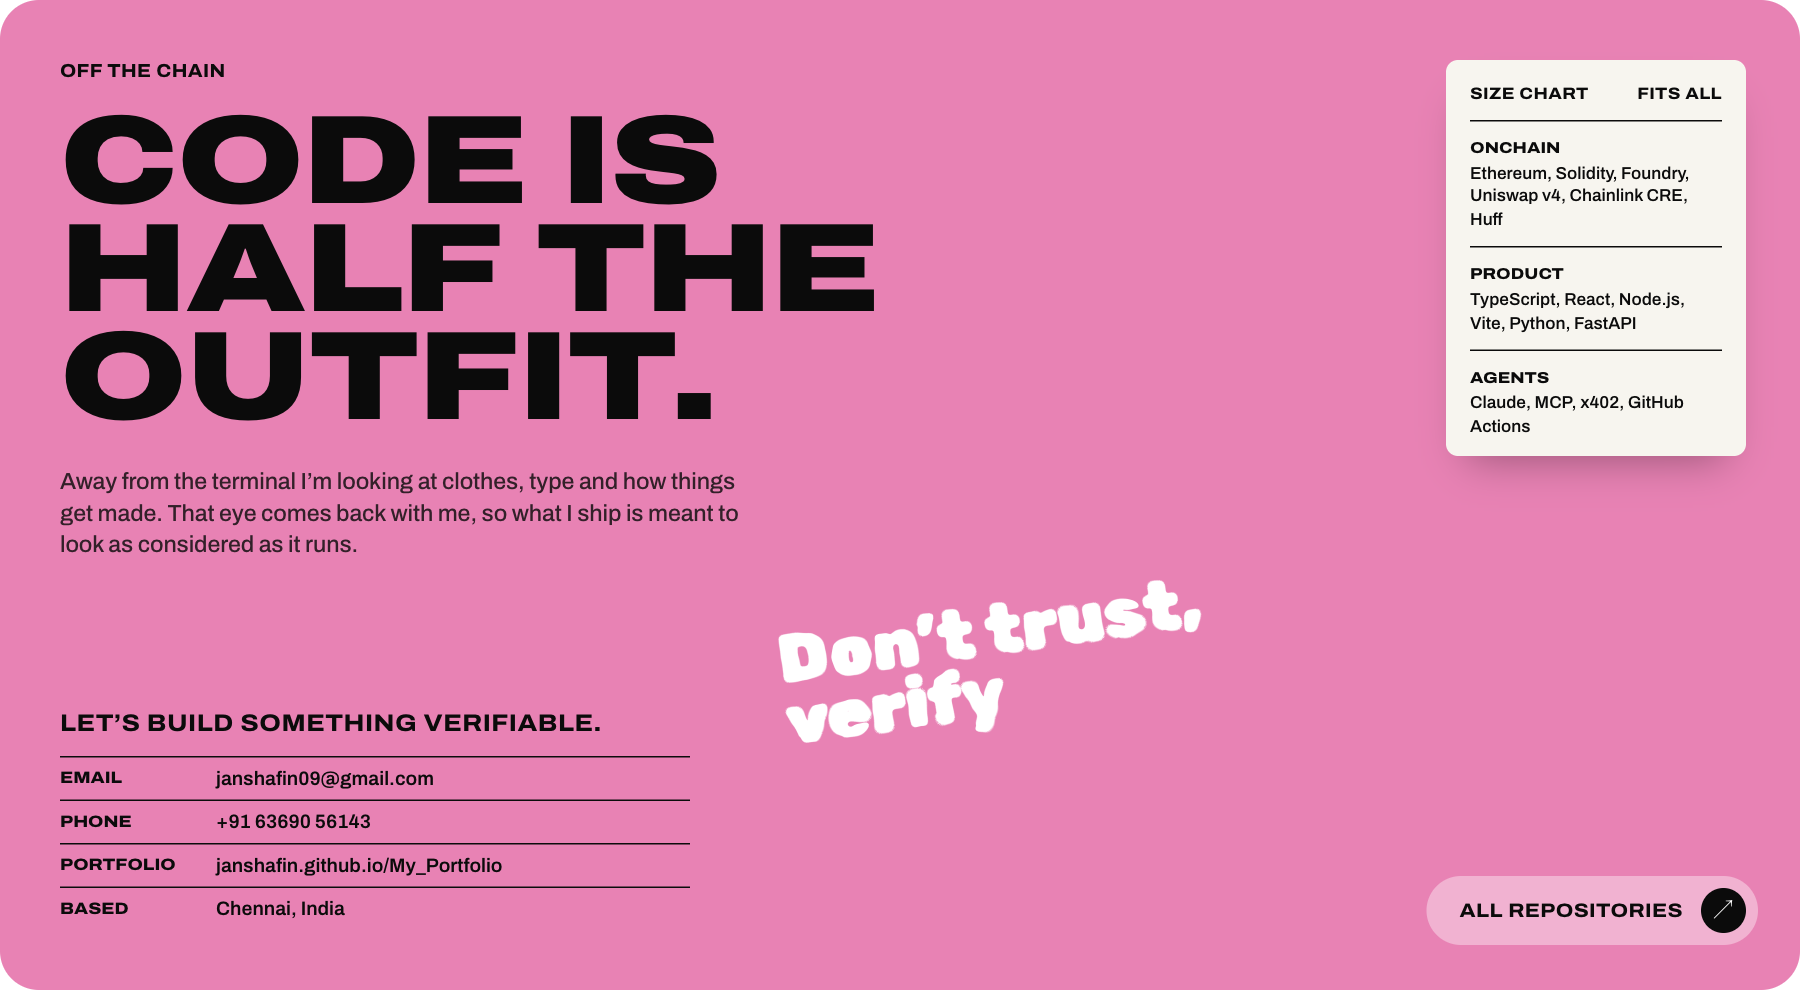 OFF THE CHAIN
CODE IS
HALF THE
OUTFIT.
Away from the terminal I’m looking at clothes, type and how things
get made. That eye comes back with me, so what I ship is meant to
look as considered as it runs.
SIZE CHART FITS ALL
ONCHAIN
Ethereum, Solidity, Foundry,
Uniswap v4, Chainlink CRE,
Huff
PRODUCT
TypeScript, React, Node.js,
Vite, Python, FastAPI
AGENTS
Claude, MCP, x402, GitHub
Actions
Don’t trust,
verify
LET’S BUILD SOMETHING VERIFIABLE.
EMAIL janshafin09@gmail.com
PHONE +91 63690 56143
PORTFOLIO janshafin.github.io/My_Portfolio
BASED Chennai, India
ALL REPOSITORIES